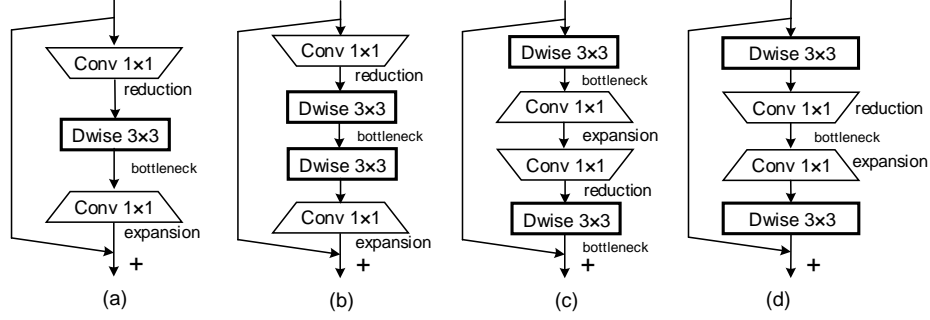 Conv 1×1
reduction
Dwise 3×3
bottleneck
Conv 1×1
expansion
+
(a)
Conv 1×1
reduction
Dwise 3×3
bottleneck
Dwise 3×3
Conv 1×1
expansion
+
(b)
Dwise 3×3
bottleneck
Conv 1×1
expansion
Conv 1×1
reduction
Dwise 3×3
bottleneck
+
(c)
Dwise 3×3
Conv 1×1
reduction
bottleneck
Conv 1×1
expansion
Dwise 3×3
+
(d)